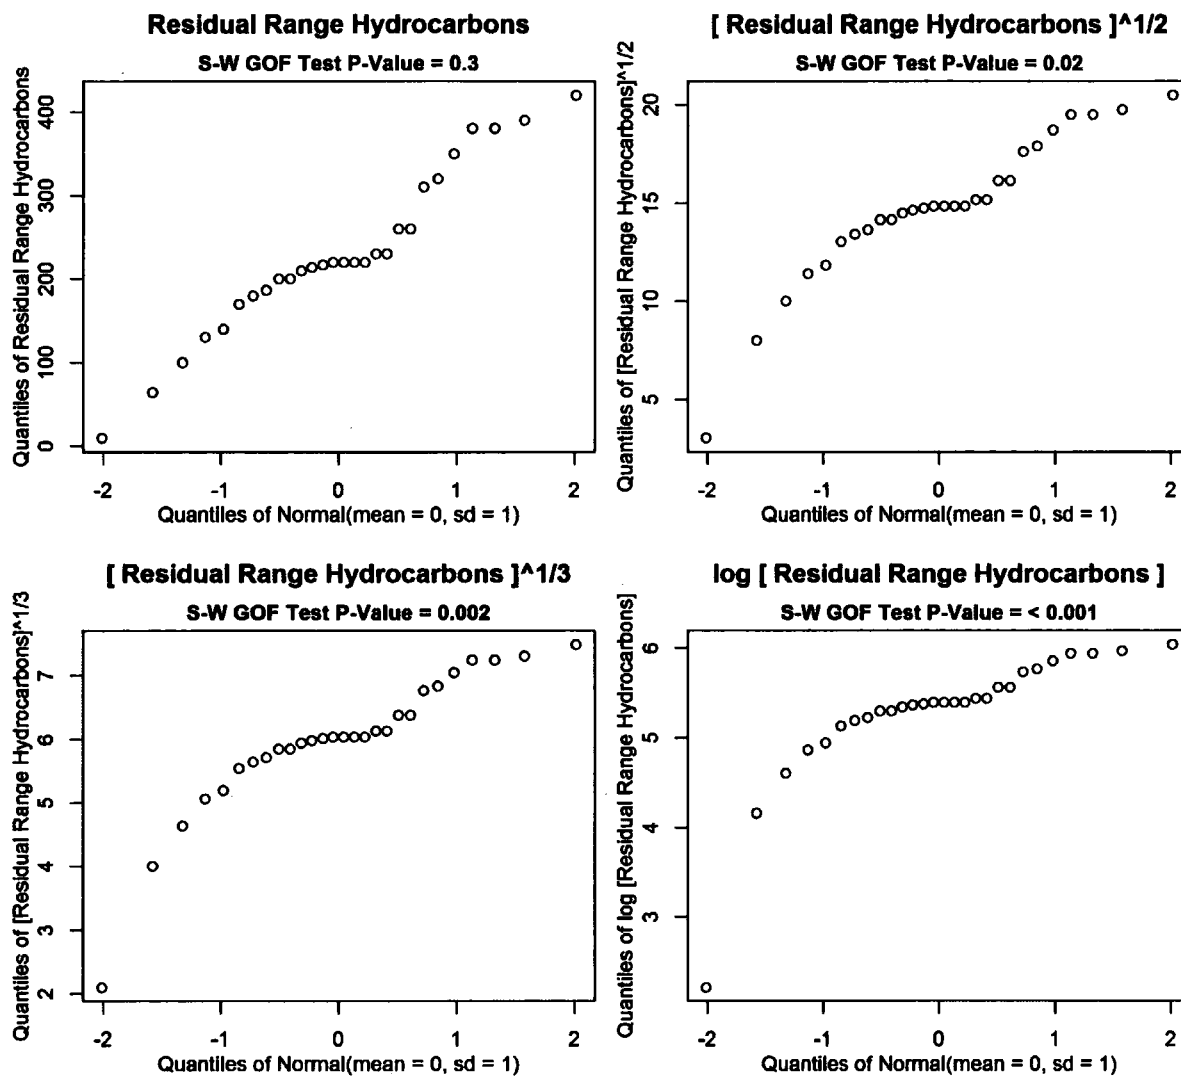 Residual Range Hydrocarbons
S-W GOF Test P-Value = 0.3
Quantiles of Residual Range Hydrocarbons
400
300
200
100
0
-2
-1
0
1
2
Quantiles of Normal(mean = 0, sd = 1)
[ Residual Range Hydrocarbons ]^1/2
S-W GOF Test P-Value = 0.02
Quantiles of [Residual Range Hydrocarbons]^1/2
20
15
10
5
-2
-1
0
1
2
Quantiles of Normal(mean = 0, sd = 1)
[ Residual Range Hydrocarbons ]^1/3
S-W GOF Test P-Value = 0.002
Quantiles of [Residual Range Hydrocarbons]^1/3
7
6
5
4
3
2
-2
-1
0
1
2
Quantiles of Normal(mean = 0, sd = 1)
log [ Residual Range Hydrocarbons ]
S-W GOF Test P-Value = < 0.001
Quantiles of log [Residual Range Hydrocarbons]
6
5
4
3
-2
-1
0
1
2
Quantiles of Normal(mean = 0, sd = 1)